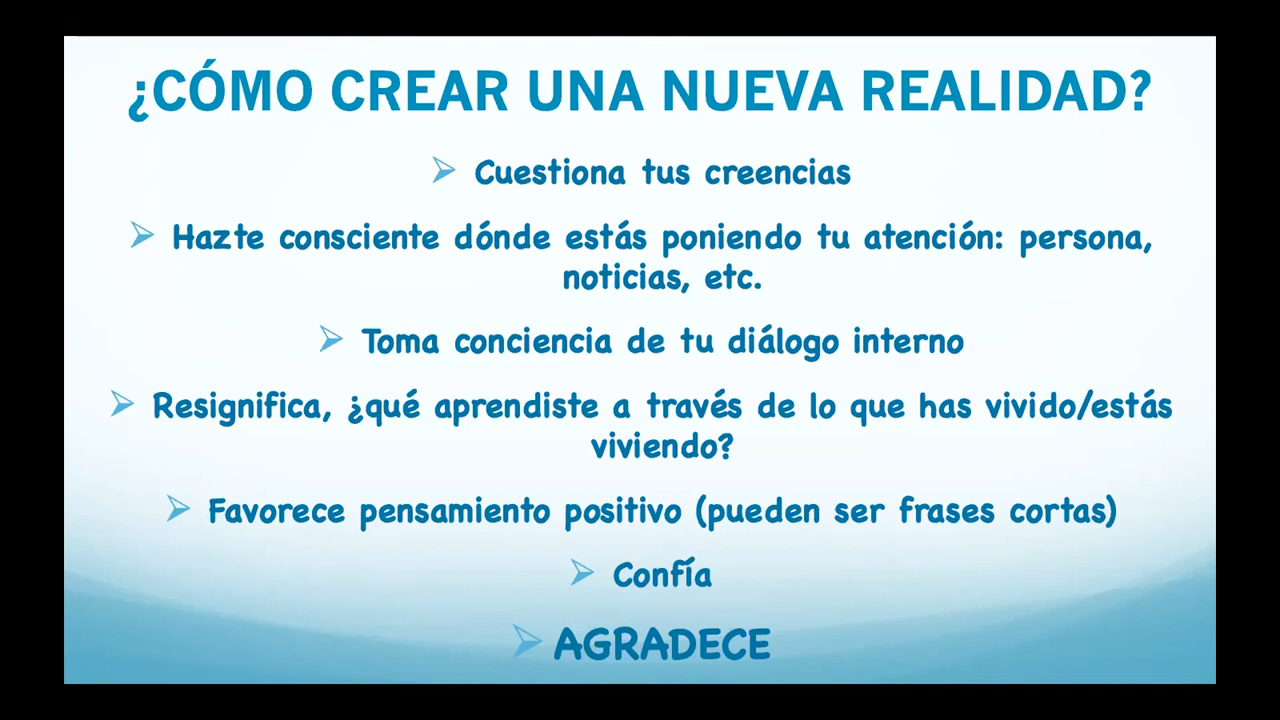 ¿CÓMO CREAR UNA NUEVA REALIDAD?
Cuestiona tus creencias
Hazte consciente dónde estás poniendo tu atención: persona,
noticias, etc.
Toma conciencia de tu diálogo interno
Resignifica, ¿qué aprendiste a través de lo que has vivido/estás
viviendo?
Favorece pensamiento positivo (pueden ser frases cortas)
Confía
AGRADECE